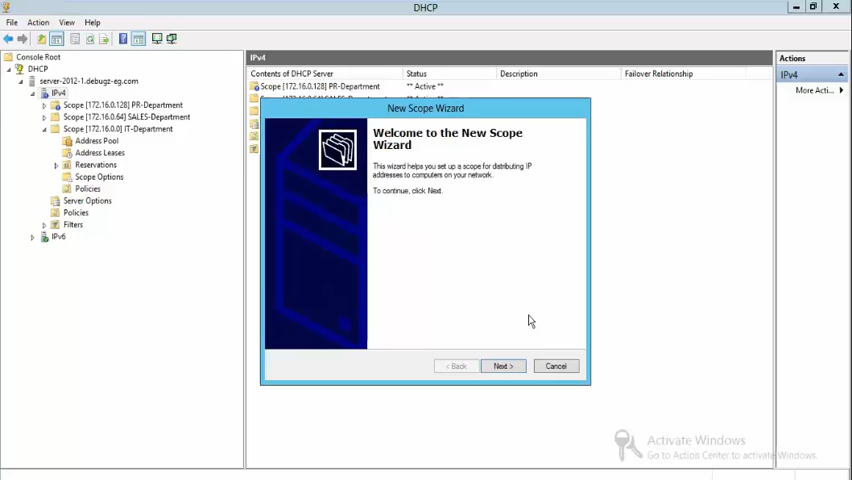 DHCP
File Action View Help
Console Root
DHCP
server-2012-1.debugz-eg.com
IPv4
Scope [172.16.0.128] PR-Department
Scope [172.16.0.64] SALES-Department
Scope [172.16.0.0] IT-Department
Address Pool
Address Leases
Reservations
Scope Options
Policies
Server Options
Policies
Filters
IPv6
IPv4
Contents of DHCP Server Status Description Failover Relationship
Scope [172.16.0.128] PR-Department ** Active **
New Scope Wizard
Welcome to the New Scope
Wizard
This wizard helps you set up a scope for distributing IP
addresses to computers on your network.
To continue, click Next.
< Back Next > Cancel
Actions
IPv4
More Acti...
Activate Windows
Go to Action Center to activate Windows.